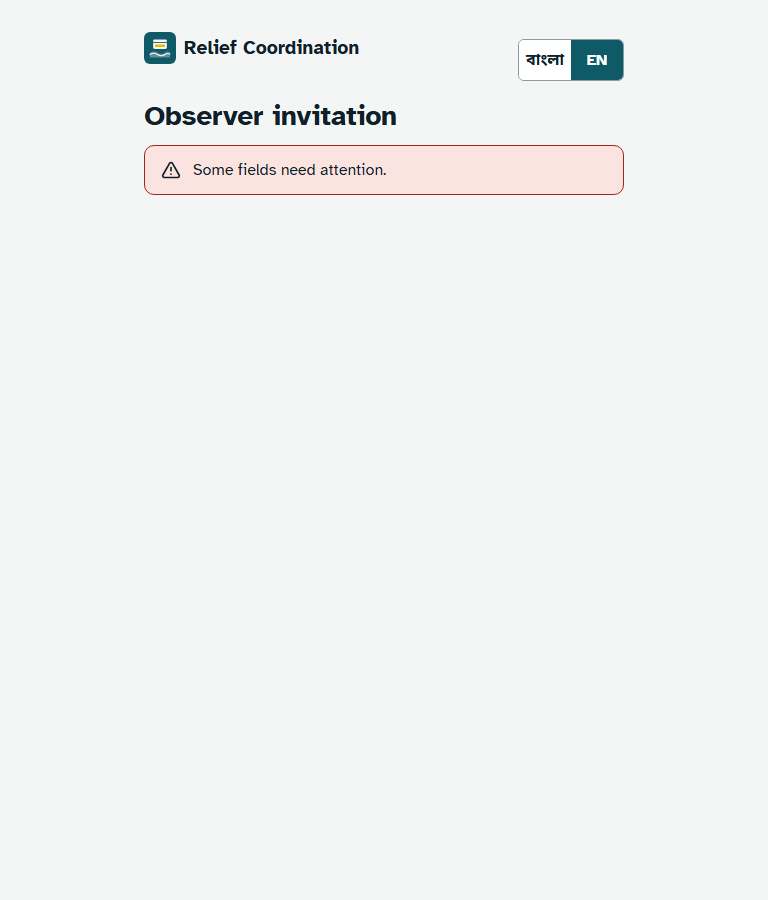 Relief Coordination
বাংলা EN
Observer invitation
Some fields need attention.